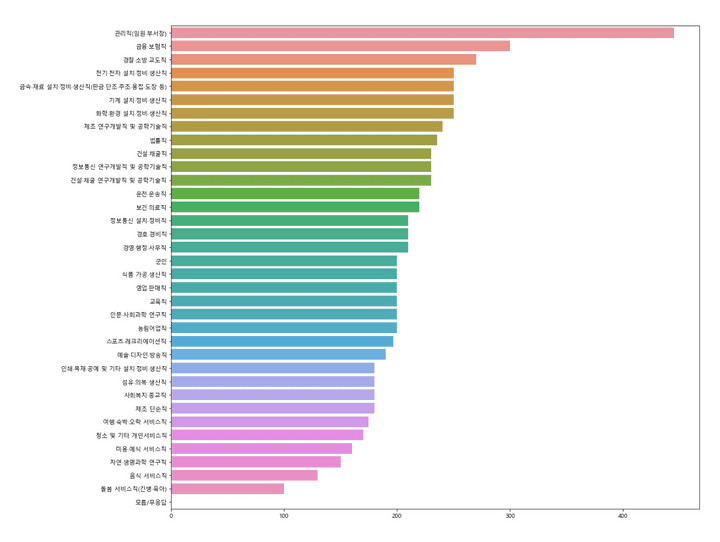 관리직(임원·부서장)
금융·보험직
경찰·소방·교도직
전기·전자 설치·정비·생산직
금속·재료 설치·정비·생산직(판금·단조·주조·용접·도장 등)
기계 설치·정비·생산직
화학·환경 설치·정비·생산직
제조 연구개발직 및 공학기술직
법률직
건설·채굴직
정보통신 연구개발직 및 공학기술직
건설·채굴 연구개발직 및 공학기술직
운전·운송직
보건·의료직
정보통신 설치·정비직
경호·경비직
경영·행정·사무직
군인
식품 가공·생산직
영업·판매직
교육직
인문·사회과학 연구직
농림어업직
스포츠·레크리에이션직
예술·디자인·방송직
인쇄·목재·공예 및 기타 설치·정비·생산직
섬유·의복 생산직
사회복지·종교직
제조 단순직
여행·숙박·오락 서비스직
청소 및 기타 개인서비스직
미용·예식 서비스직
자연·생명과학 연구직
음식 서비스직
돌봄 서비스직(간병·육아)
모름/무응답
0 100 200 300 400